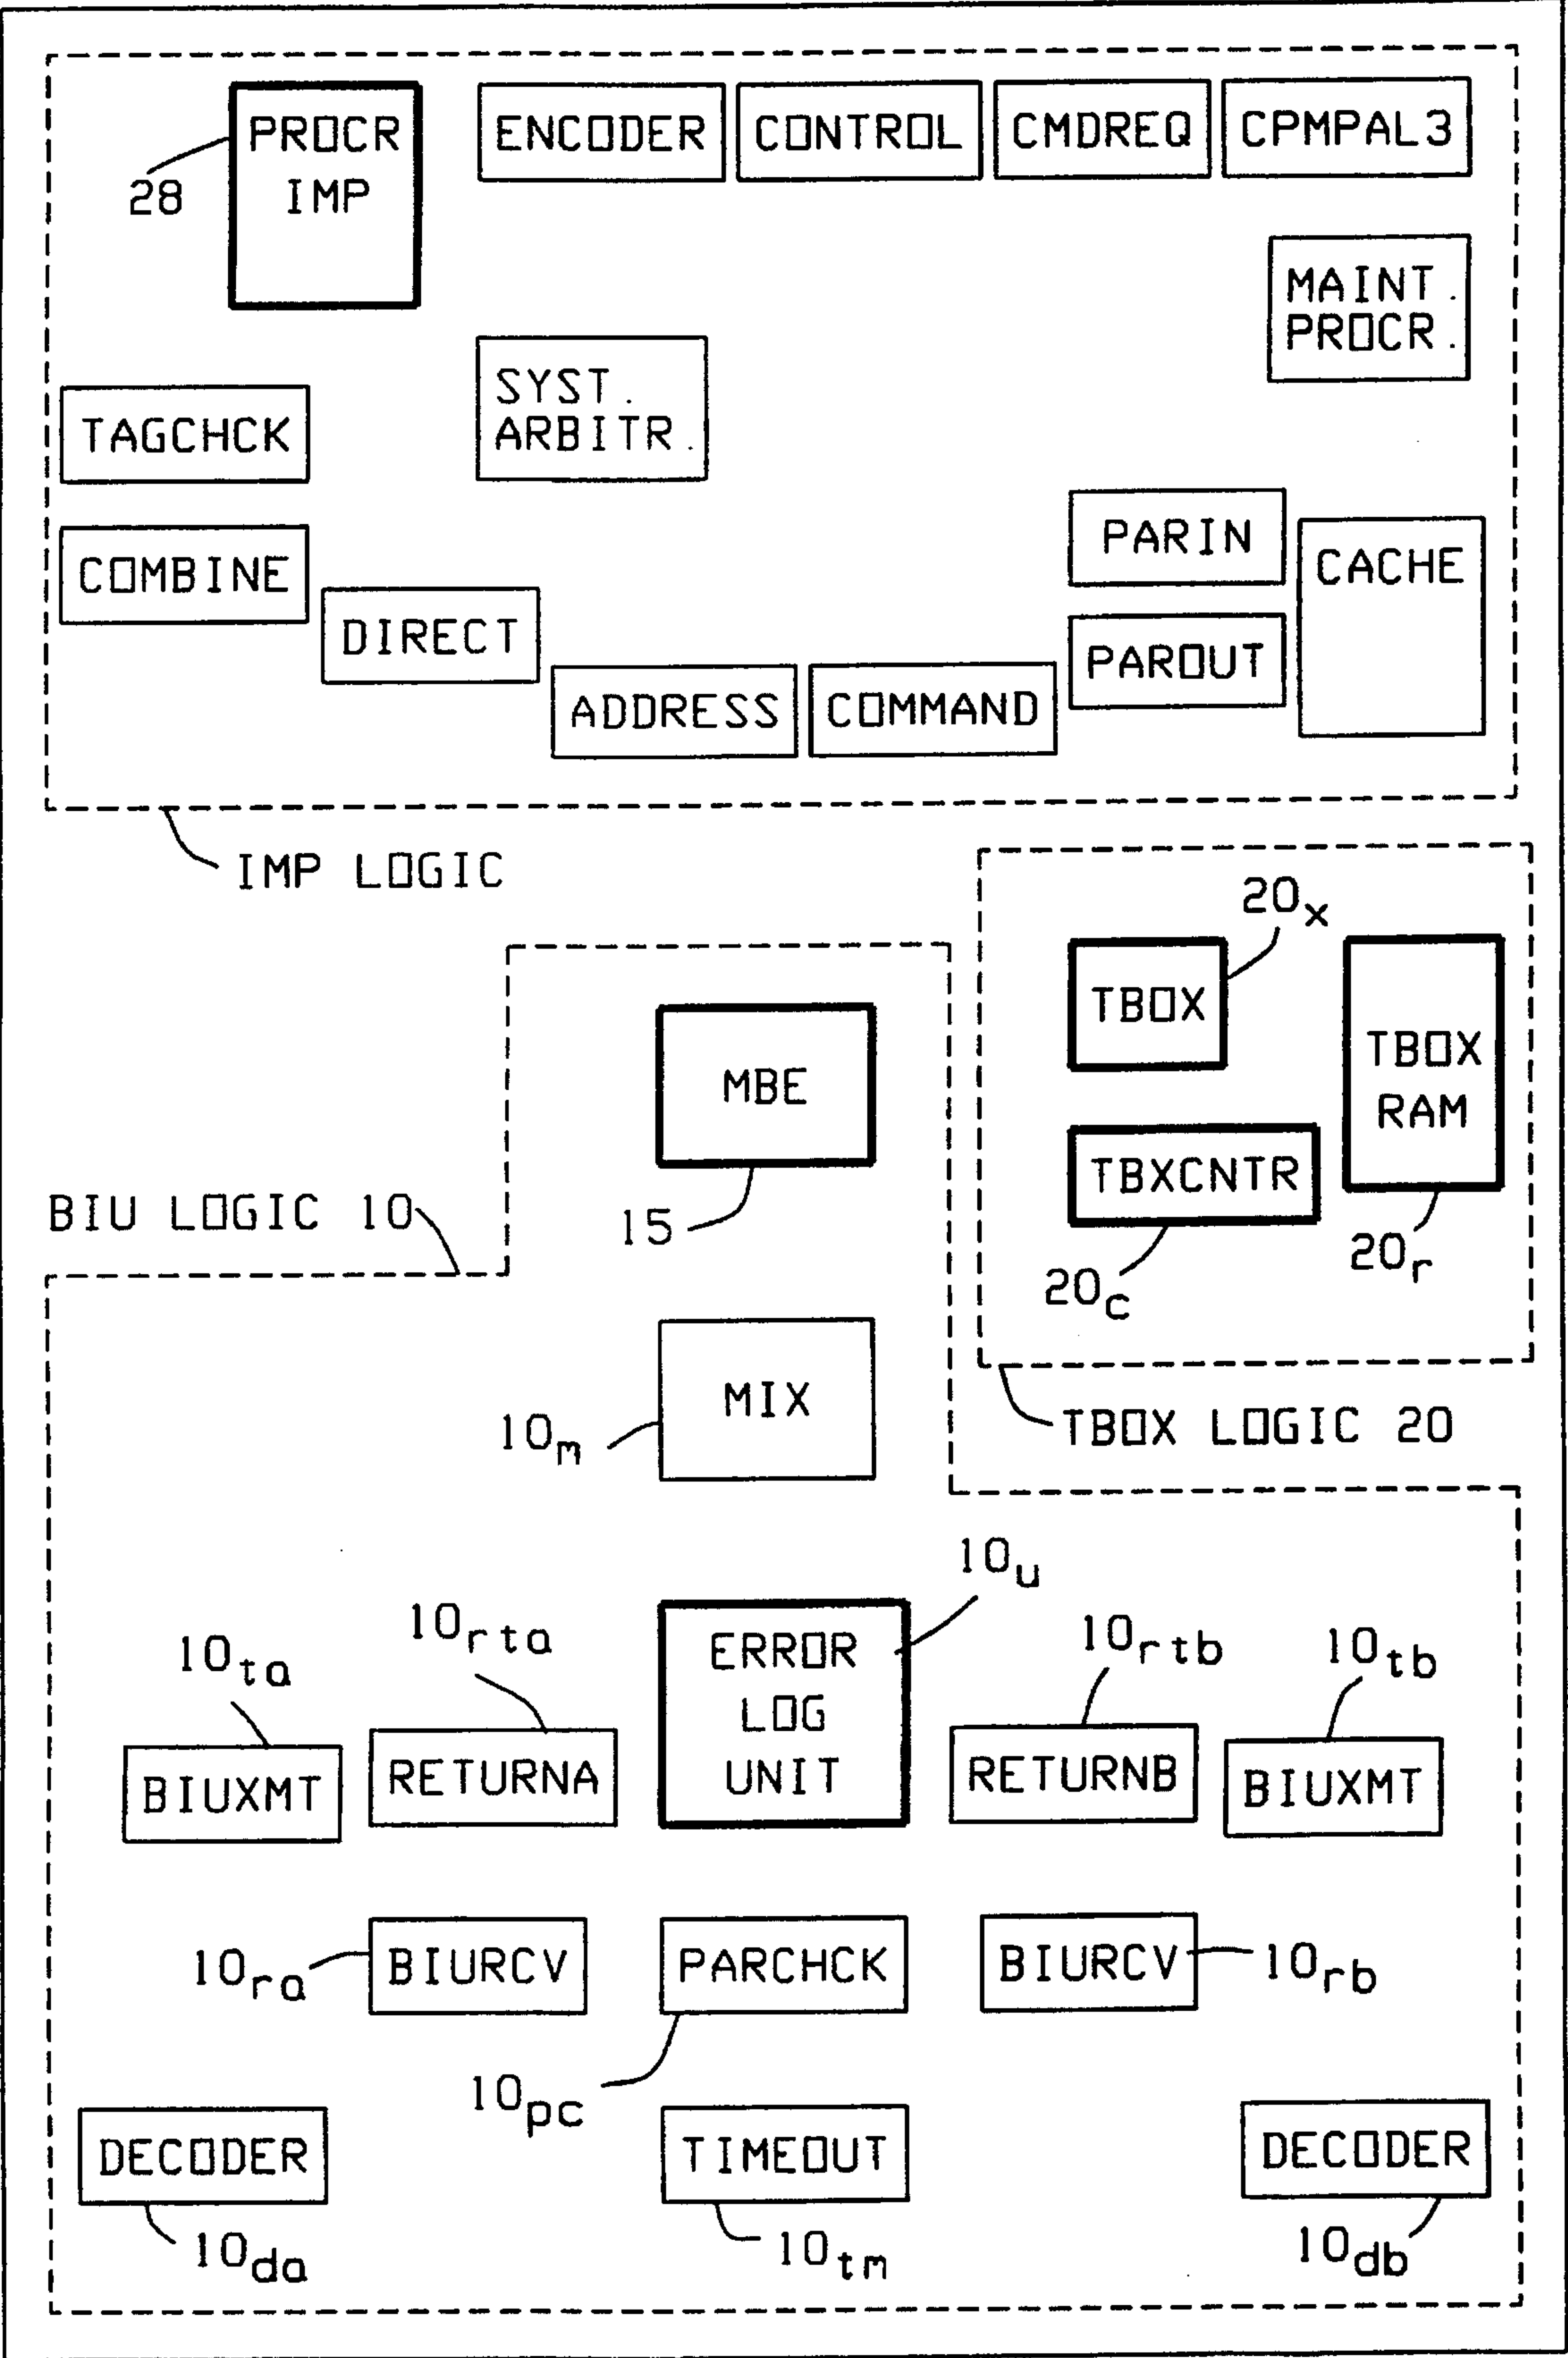 PROCR
IMP
28
ENCODER
CONTROL
CMDREQ
CPMPAL3
MAINT.
PROCR.
SYST.
ARBITR.
TAGCHCK
COMBINE
DIRECT
ADDRESS
COMMAND
PARIN
PAROUT
CACHE
IMP LOGIC
20x
TBOX
TBOX
RAM
TBXCNTR
20r
20c
TBOX LOGIC 20
MBE
15
BIU LOGIC 10
MIX
10m
10u
ERROR
LOG
UNIT
10ta
10rta
10rtb
10tb
BIUXMT
RETURNA
RETURNB
BIUXMT
10ra
BIURCV
PARCHCK
BIURCV
10rb
10pc
DECODER
TIMEOUT
DECODER
10da
10tm
10db